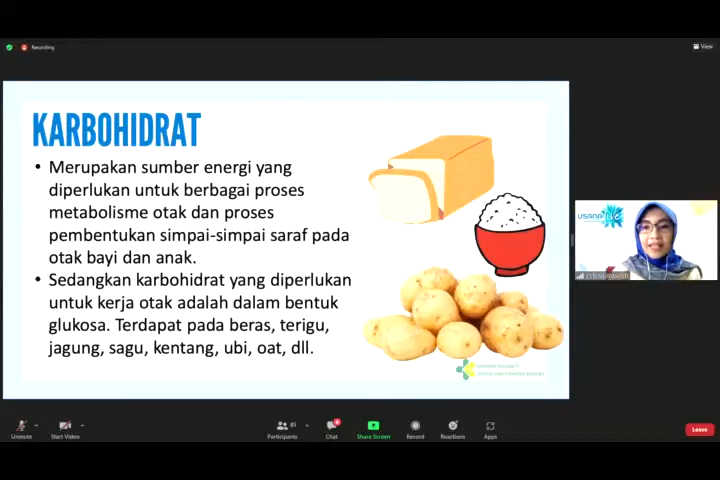 Recording
View
KARBOHIDRAT
• Merupakan sumber energi yang
diperlukan untuk berbagai proses
metabolisme otak dan proses
pembentukan simpai-simpai saraf pada
otak bayi dan anak.
• Sedangkan karbohidrat yang diperlukan
untuk kerja otak adalah dalam bentuk
glukosa. Terdapat pada beras, terigu,
jagung, sagu, kentang, ubi, oat, dll.
USANA
Unmute
Start Video
85
Participants
Chat
Share Screen
Record
Reactions
Apps
Leave